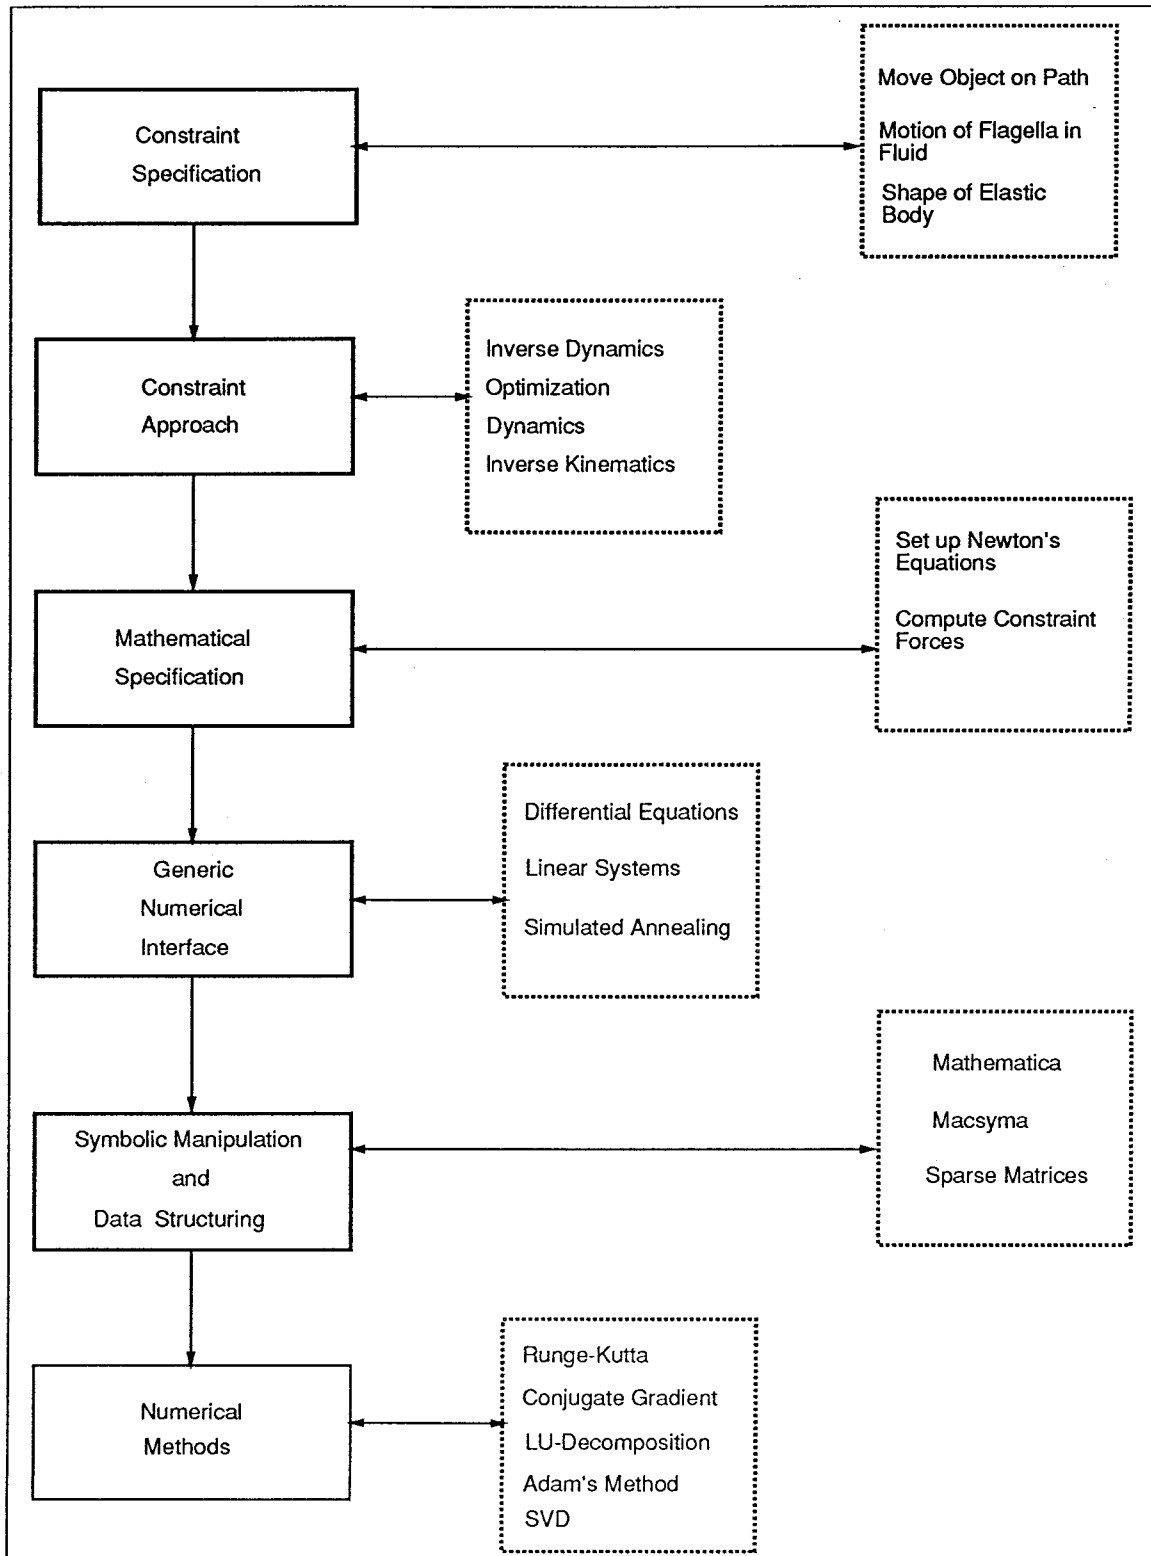 Constraint
Specification
Move Object on Path
Motion of Flagella in
Fluid
Shape of Elastic
Body
Constraint
Approach
Inverse Dynamics
Optimization
Dynamics
Inverse Kinematics
Mathematical
Specification
Set up Newton's
Equations
Compute Constraint
Forces
Generic
Numerical
Interface
Differential Equations
Linear Systems
Simulated Annealing
Symbolic Manipulation
and
Data Structuring
Mathematica
Macsyma
Sparse Matrices
Numerical
Methods
Runge-Kutta
Conjugate Gradient
LU-Decomposition
Adam's Method
SVD